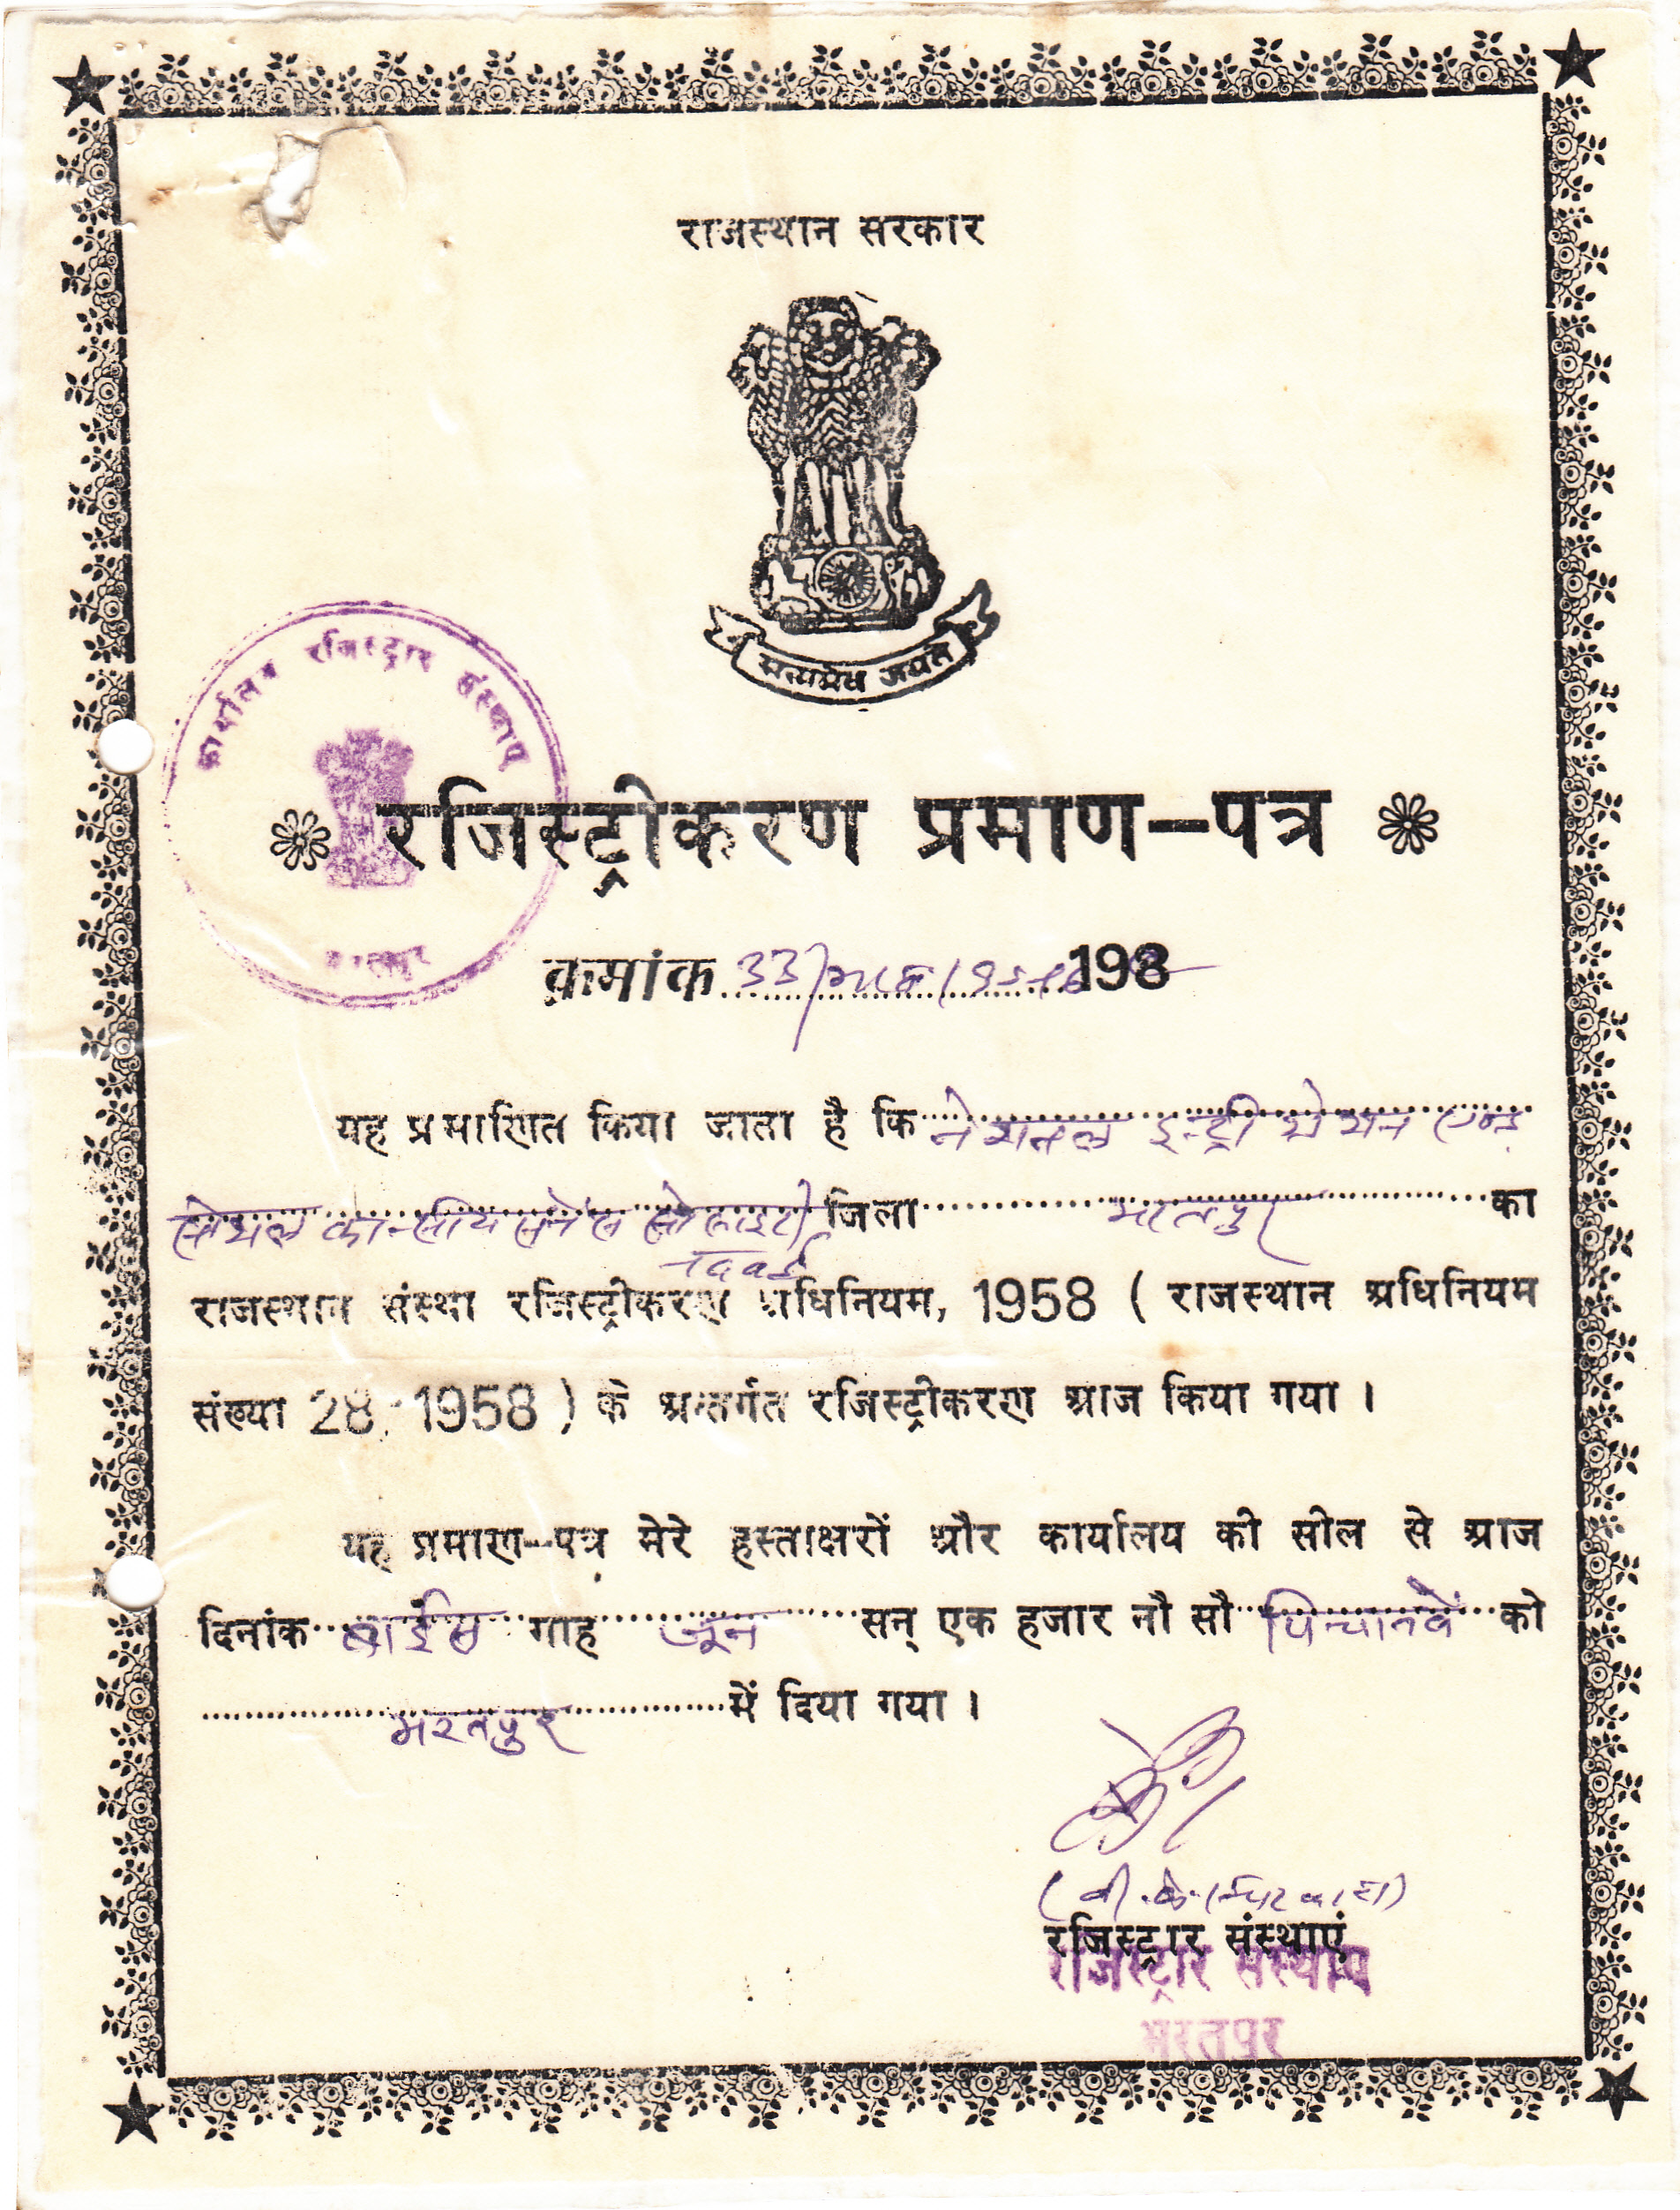 राजस्थान सरकार
सत्यमेव जयते
कार्यालय रजिस्ट्रार संस्थाएं
भरतपुर
रजिस्ट्रीकरण प्रमाण-पत्र
क्रमांक 33/ 198
यह प्रमाणित किया जाता है कि नेशनल इन्ट्रीग्रेशन एण्ड
सोशल कान्सीयसनेस सोसाइटी जिला भरतपुर का
नदबई
राजस्थान संस्था रजिस्ट्रीकरण अधिनियम, 1958 ( राजस्थान अधिनियम
संख्या 28, 1958 ) के अन्तर्गत रजिस्ट्रीकरण आज किया गया ।
यह प्रमाण-पत्र मेरे हस्ताक्षरों और कार्यालय की सील से आज
दिनांक बाईस माह जून सन् एक हजार नौ सौ पिच्चानवे को
भरतपुर में दिया गया ।
रजिस्ट्रार संस्थाएं
रजिस्ट्रार संस्थाएं
भरतपुर